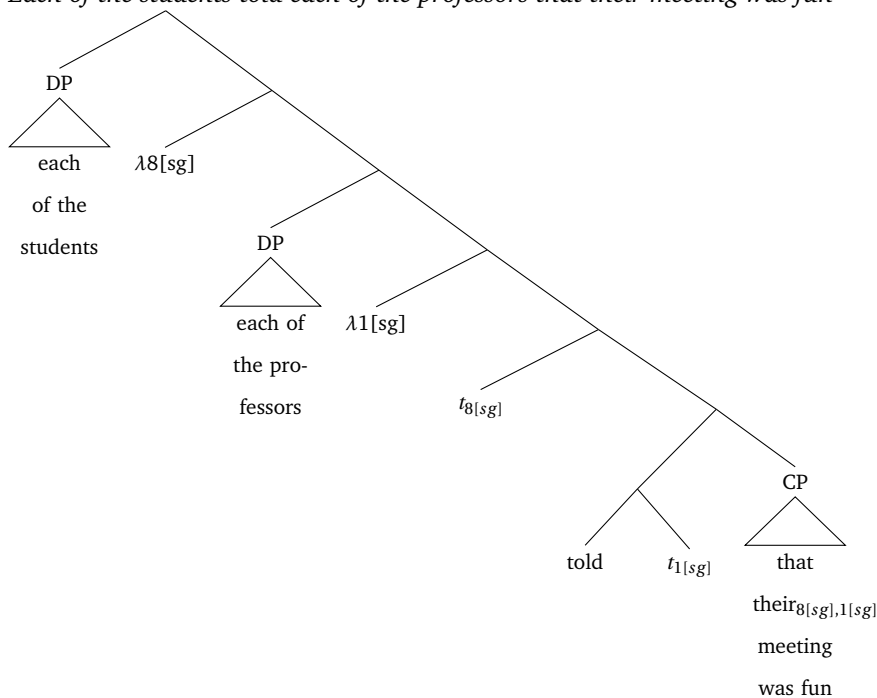 Each of the students told each of the professors that their meeting was fun
DP
each
of the
students
λ8[sg]
DP
each of
the pro-
fessors
λ1[sg]
t8[sg]
told
t1[sg]
CP
that
their8[sg],1[sg]
meeting
was fun